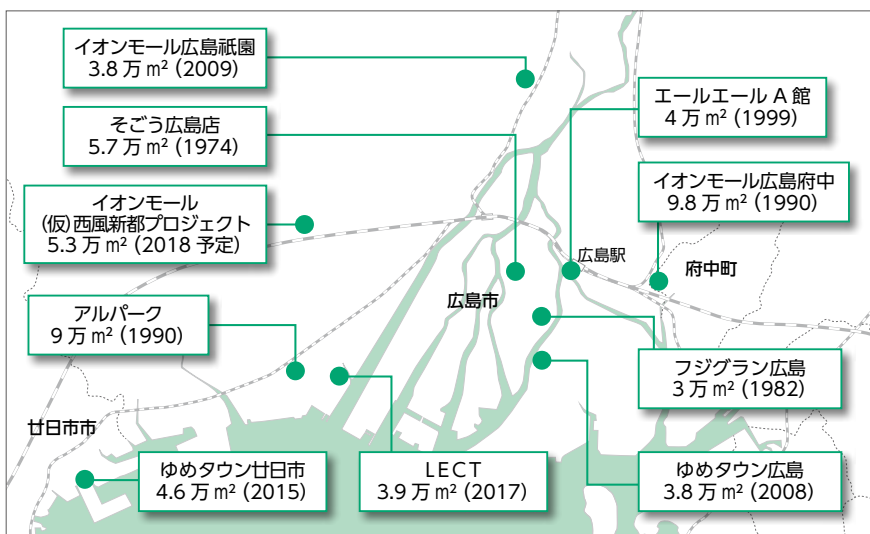 イオンモール広島祇園
3.8 万 m² (2009)
そごう広島店
5.7 万 m² (1974)
イオンモール
(仮)西風新都プロジェクト
5.3 万 m² (2018 予定)
アルパーク
9 万 m² (1990)
エールエール A 館
4 万 m² (1999)
イオンモール広島府中
9.8 万 m² (1990)
広島駅
府中町
広島市
フジグラン広島
3 万 m² (1982)
廿日市市
ゆめタウン廿日市
4.6 万 m² (2015)
LECT
3.9 万 m² (2017)
ゆめタウン広島
3.8 万 m² (2008)